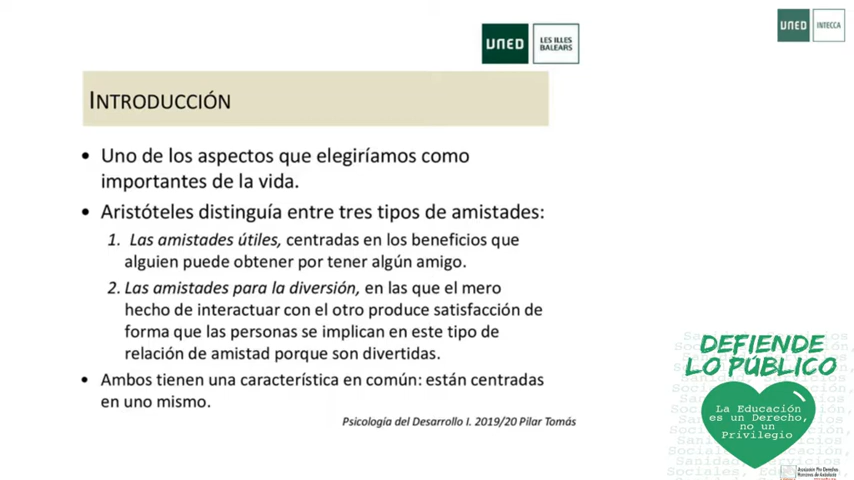 UNED
LES ILLES
BALEARS
UNED
INTECCA
INTRODUCCIÓN
• Uno de los aspectos que elegiríamos como
importantes de la vida.
• Aristóteles distinguía entre tres tipos de amistades:
1. Las amistades útiles, centradas en los beneficios que
alguien puede obtener por tener algún amigo.
2. Las amistades para la diversión, en las que el mero
hecho de interactuar con el otro produce satisfacción de
forma que las personas se implican en este tipo de
relación de amistad porque son divertidas.
• Ambos tienen una característica en común: están centradas
en uno mismo.
Psicología del Desarrollo I. 2019/20 Pilar Tomás
DEFIENDE
LO PÚBLICO
La Educación
es un Derecho,
no un
Privilegio